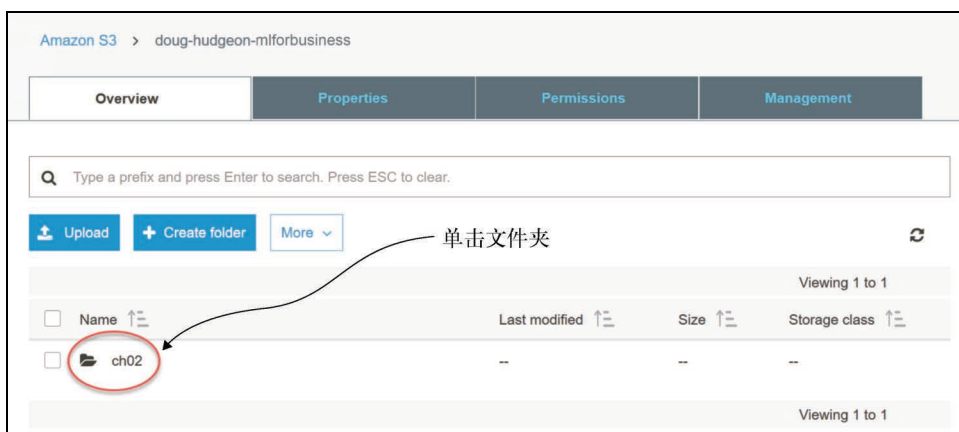 Amazon S3 > doug-hudgeon-mlforbusiness
Overview Properties Permissions Management
Type a prefix and press Enter to search. Press ESC to clear.
Upload + Create folder More
单击文件夹
Viewing 1 to 1
Name Last modified Size Storage class
ch02 -- -- --
Viewing 1 to 1